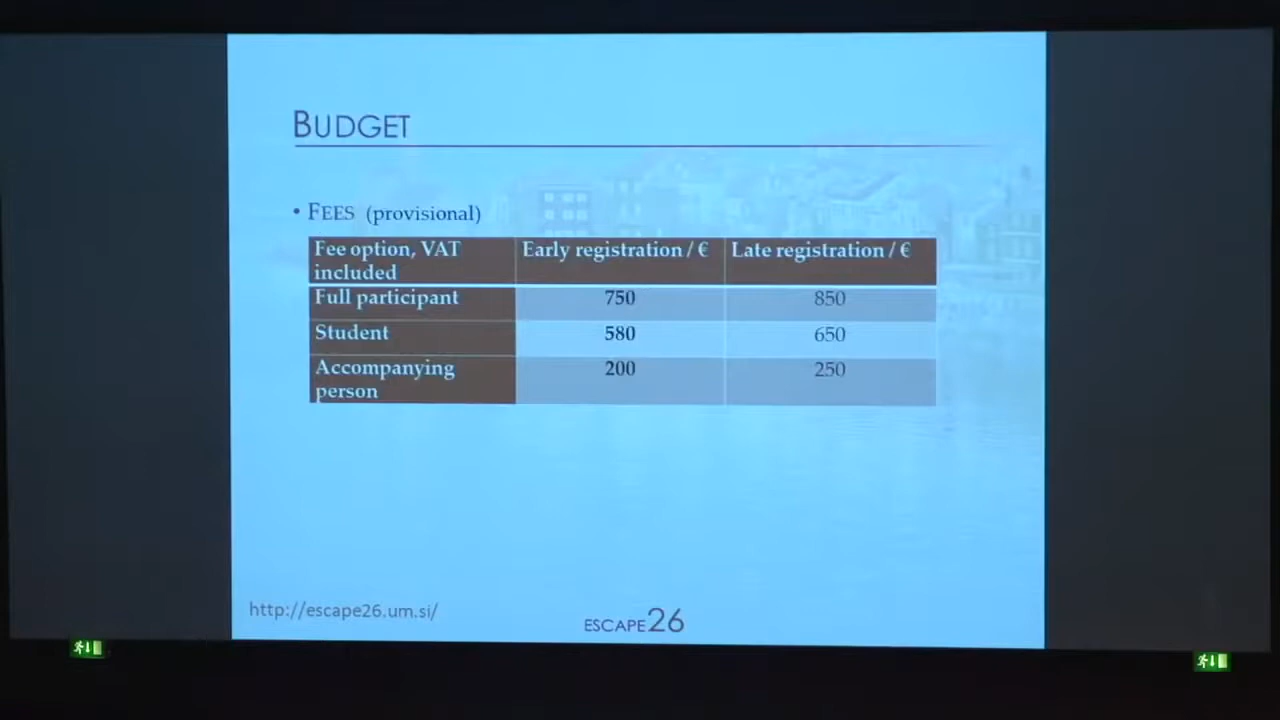 BUDGET
• FEES (provisional)
Fee option, VAT included Early registration / € Late registration / €
Full participant 750 850
Student 580 650
Accompanying person 200 250
http://escape26.um.si/
ESCAPE26